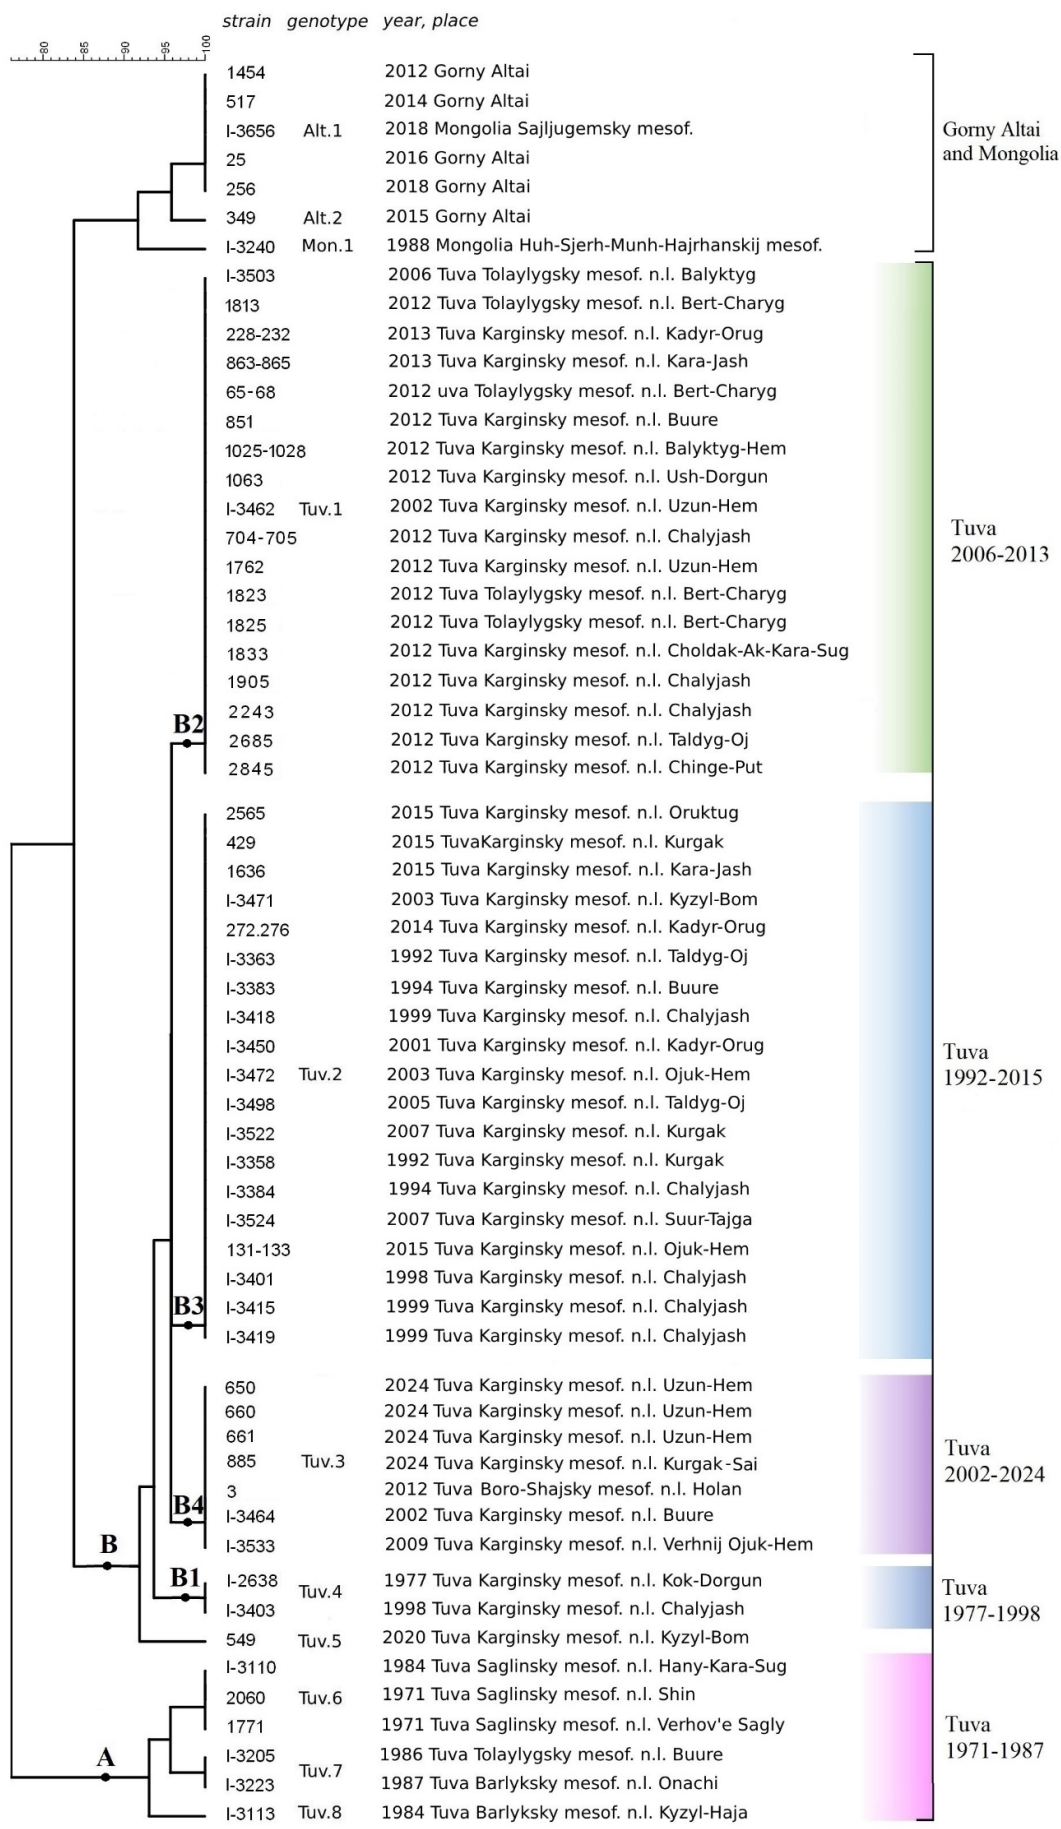 strain genotype year, place
80 85 90 95 100
1454 2012 Gorny Altai
517 2014 Gorny Altai
I-3656 Alt.1 2018 Mongolia Sajljugemsky mesof.
25 2016 Gorny Altai
256 2018 Gorny Altai
349 Alt.2 2015 Gorny Altai
I-3240 Mon.1 1988 Mongolia Huh-Sjerh-Munh-Hajrhanskij mesof.
Gorny Altai
and Mongolia
I-3503 2006 Tuva Tolaylygsky mesof. n.l. Balyktyg
1813 2012 Tuva Tolaylygsky mesof. n.l. Bert-Charyg
228-232 2013 Tuva Karginsky mesof. n.l. Kadyr-Orug
863-865 2013 Tuva Karginsky mesof. n.l. Kara-Jash
65-68 2012 uva Tolaylygsky mesof. n.l. Bert-Charyg
851 2012 Tuva Karginsky mesof. n.l. Buure
1025-1028 2012 Tuva Karginsky mesof. n.l. Balyktyg-Hem
1063 2012 Tuva Karginsky mesof. n.l. Ush-Dorgun
I-3462 Tuv.1 2002 Tuva Karginsky mesof. n.l. Uzun-Hem
704-705 2012 Tuva Karginsky mesof. n.l. Chalyjash
1762 2012 Tuva Karginsky mesof. n.l. Uzun-Hem
1823 2012 Tuva Tolaylygsky mesof. n.l. Bert-Charyg
1825 2012 Tuva Tolaylygsky mesof. n.l. Bert-Charyg
1833 2012 Tuva Karginsky mesof. n.l. Choldak-Ak-Kara-Sug
1905 2012 Tuva Karginsky mesof. n.l. Chalyjash
2243 2012 Tuva Karginsky mesof. n.l. Chalyjash
B2
2685 2012 Tuva Karginsky mesof. n.l. Taldyg-Oj
2845 2012 Tuva Karginsky mesof. n.l. Chinge-Put
Tuva
2006-2013
2565 2015 Tuva Karginsky mesof. n.l. Oruktug
429 2015 TuvaKarginsky mesof. n.l. Kurgak
1636 2015 Tuva Karginsky mesof. n.l. Kara-Jash
I-3471 2003 Tuva Karginsky mesof. n.l. Kyzyl-Bom
272.276 2014 Tuva Karginsky mesof. n.l. Kadyr-Orug
I-3363 1992 Tuva Karginsky mesof. n.l. Taldyg-Oj
I-3383 1994 Tuva Karginsky mesof. n.l. Buure
I-3418 1999 Tuva Karginsky mesof. n.l. Chalyjash
I-3450 2001 Tuva Karginsky mesof. n.l. Kadyr-Orug
I-3472 Tuv.2 2003 Tuva Karginsky mesof. n.l. Ojuk-Hem
I-3498 2005 Tuva Karginsky mesof. n.l. Taldyg-Oj
I-3522 2007 Tuva Karginsky mesof. n.l. Kurgak
I-3358 1992 Tuva Karginsky mesof. n.l. Kurgak
I-3384 1994 Tuva Karginsky mesof. n.l. Chalyjash
I-3524 2007 Tuva Karginsky mesof. n.l. Suur-Tajga
131-133 2015 Tuva Karginsky mesof. n.l. Ojuk-Hem
I-3401 1998 Tuva Karginsky mesof. n.l. Chalyjash
B3
I-3415 1999 Tuva Karginsky mesof. n.l. Chalyjash
I-3419 1999 Tuva Karginsky mesof. n.l. Chalyjash
Tuva
1992-2015
650 2024 Tuva Karginsky mesof. n.l. Uzun-Hem
660 2024 Tuva Karginsky mesof. n.l. Uzun-Hem
661 2024 Tuva Karginsky mesof. n.l. Uzun-Hem
885 Tuv.3 2024 Tuva Karginsky mesof. n.l. Kurgak-Sai
3 2012 Tuva Boro-Shajsky mesof. n.l. Holan
B4
I-3464 2002 Tuva Karginsky mesof. n.l. Buure
I-3533 2009 Tuva Karginsky mesof. n.l. Verhnij Ojuk-Hem
Tuva
2002-2024
B
B1
I-2638 1977 Tuva Karginsky mesof. n.l. Kok-Dorgun
Tuv.4
I-3403 1998 Tuva Karginsky mesof. n.l. Chalyjash
Tuva
1977-1998
549 Tuv.5 2020 Tuva Karginsky mesof. n.l. Kyzyl-Bom
I-3110 1984 Tuva Saglinsky mesof. n.l. Hany-Kara-Sug
2060 Tuv.6 1971 Tuva Saglinsky mesof. n.l. Shin
1771 1971 Tuva Saglinsky mesof. n.l. Verhov'e Sagly
A
I-3205 1986 Tuva Tolaylygsky mesof. n.l. Buure
Tuv.7
I-3223 1987 Tuva Barlyksky mesof. n.l. Onachi
I-3113 Tuv.8 1984 Tuva Barlyksky mesof. n.l. Kyzyl-Haja
Tuva
1971-1987